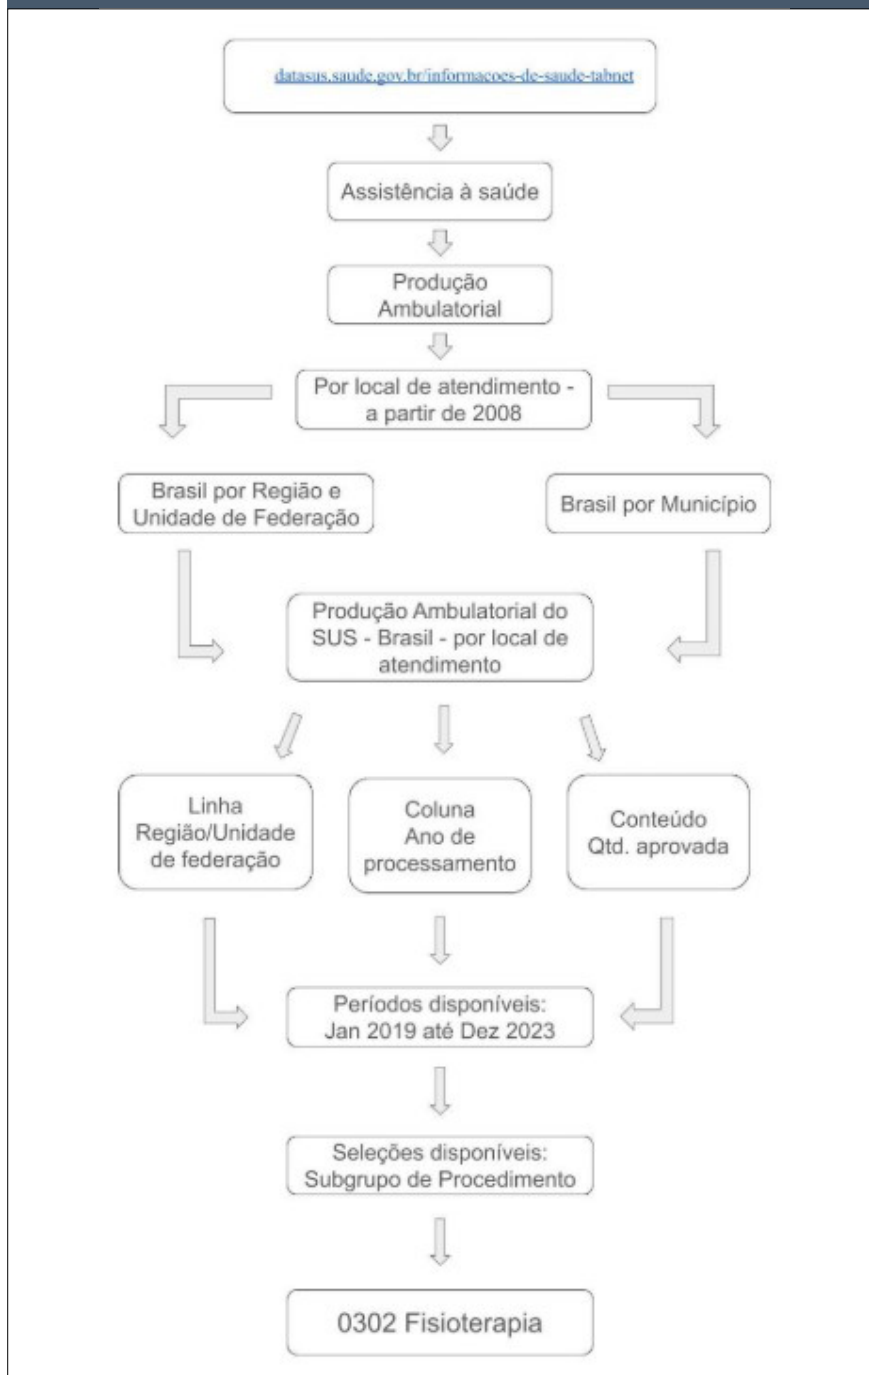 datasus.saude.gov.br/informacoes-de-saude-tabnet
Assistência à saúde
Produção
Ambulatorial
Por local de atendimento -
a partir de 2008
Brasil por Região e
Unidade de Federação
Brasil por Município
Produção Ambulatorial do
SUS - Brasil - por local de
atendimento
Linha
Região/Unidade
de federação
Coluna
Ano de
processamento
Conteúdo
Qtd. aprovada
Períodos disponíveis:
Jan 2019 até Dez 2023
Seleções disponíveis:
Subgrupo de Procedimento
0302 Fisioterapia